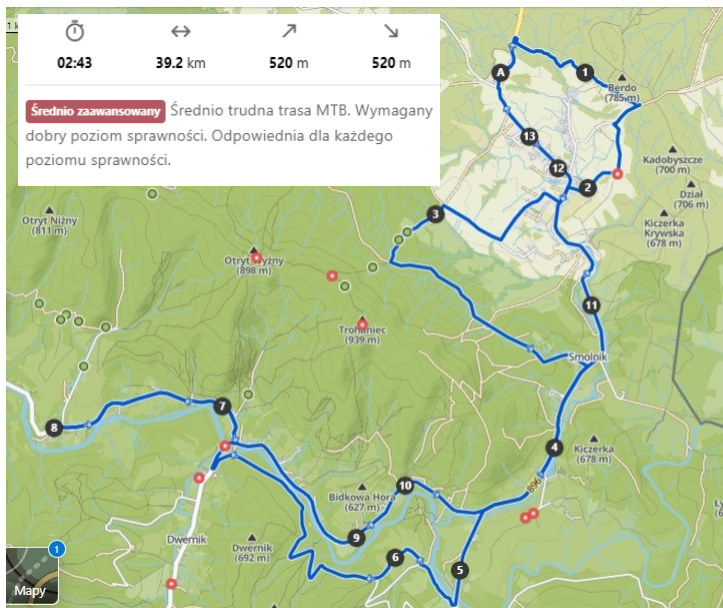 02:43
39.2 km
520 m
520 m
Średnio zaawansowany Średnio trudna trasa MTB. Wymagany
dobry poziom sprawności. Odpowiednia dla każdego
poziomu sprawności.
A
1
Berdo
(785 m)
13
12
2
Kadobyszcze
(700 m)
Dział
(706 m)
Kiczerka
Krywska
(678 m)
3
Otryt Niżny
(811 m)
Otryt Wyżny
(898 m)
11
Trohaniec
(939 m)
Smolnik
7
8
4
Kiczerka
(678 m)
896
10
Bidkowa Hora
(627 m)
9
Dwernik
Dwernik
(692 m)
6
5
1
Mapy